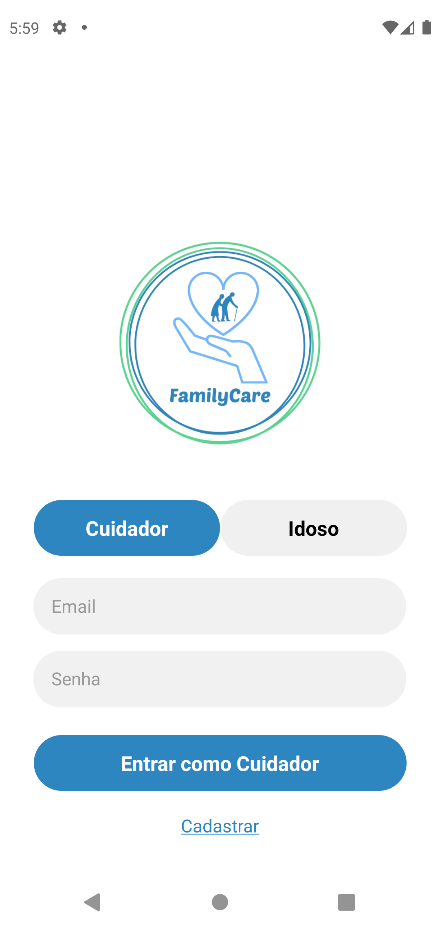 5:59
FamilyCare
Cuidador
Idoso
Email
Senha
Entrar como Cuidador
Cadastrar